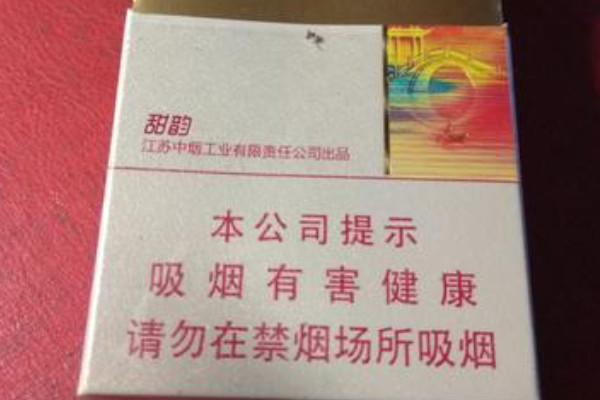 甜韵
江苏中烟工业有限责任公司出品
本公司提示
吸烟有害健康
请勿在禁烟场所吸烟